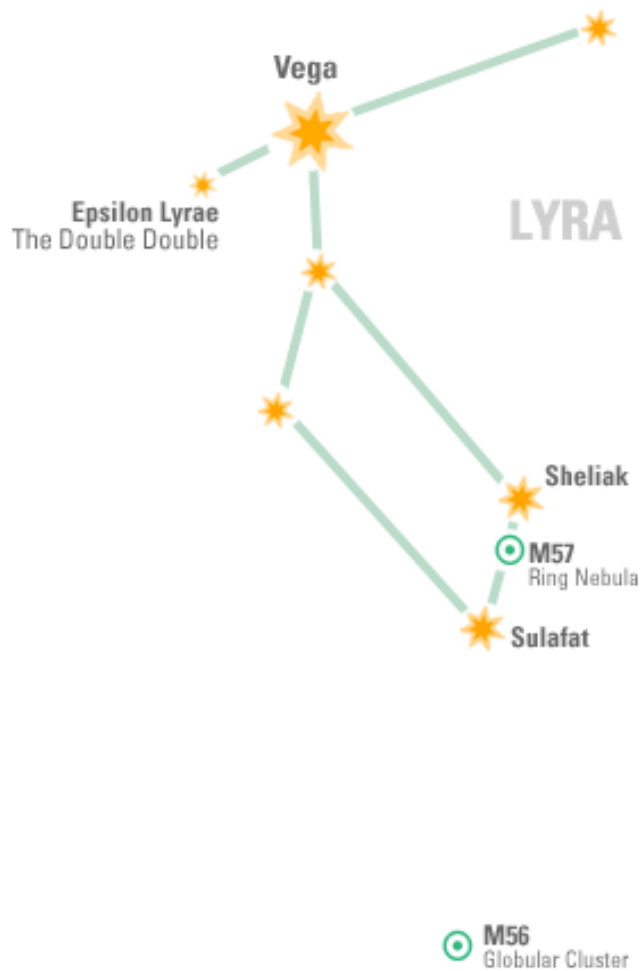 Vega
Epsilon Lyrae
The Double Double
LYRA
Sheliak
M57
Ring Nebula
Sulafat
M56
Globular Cluster